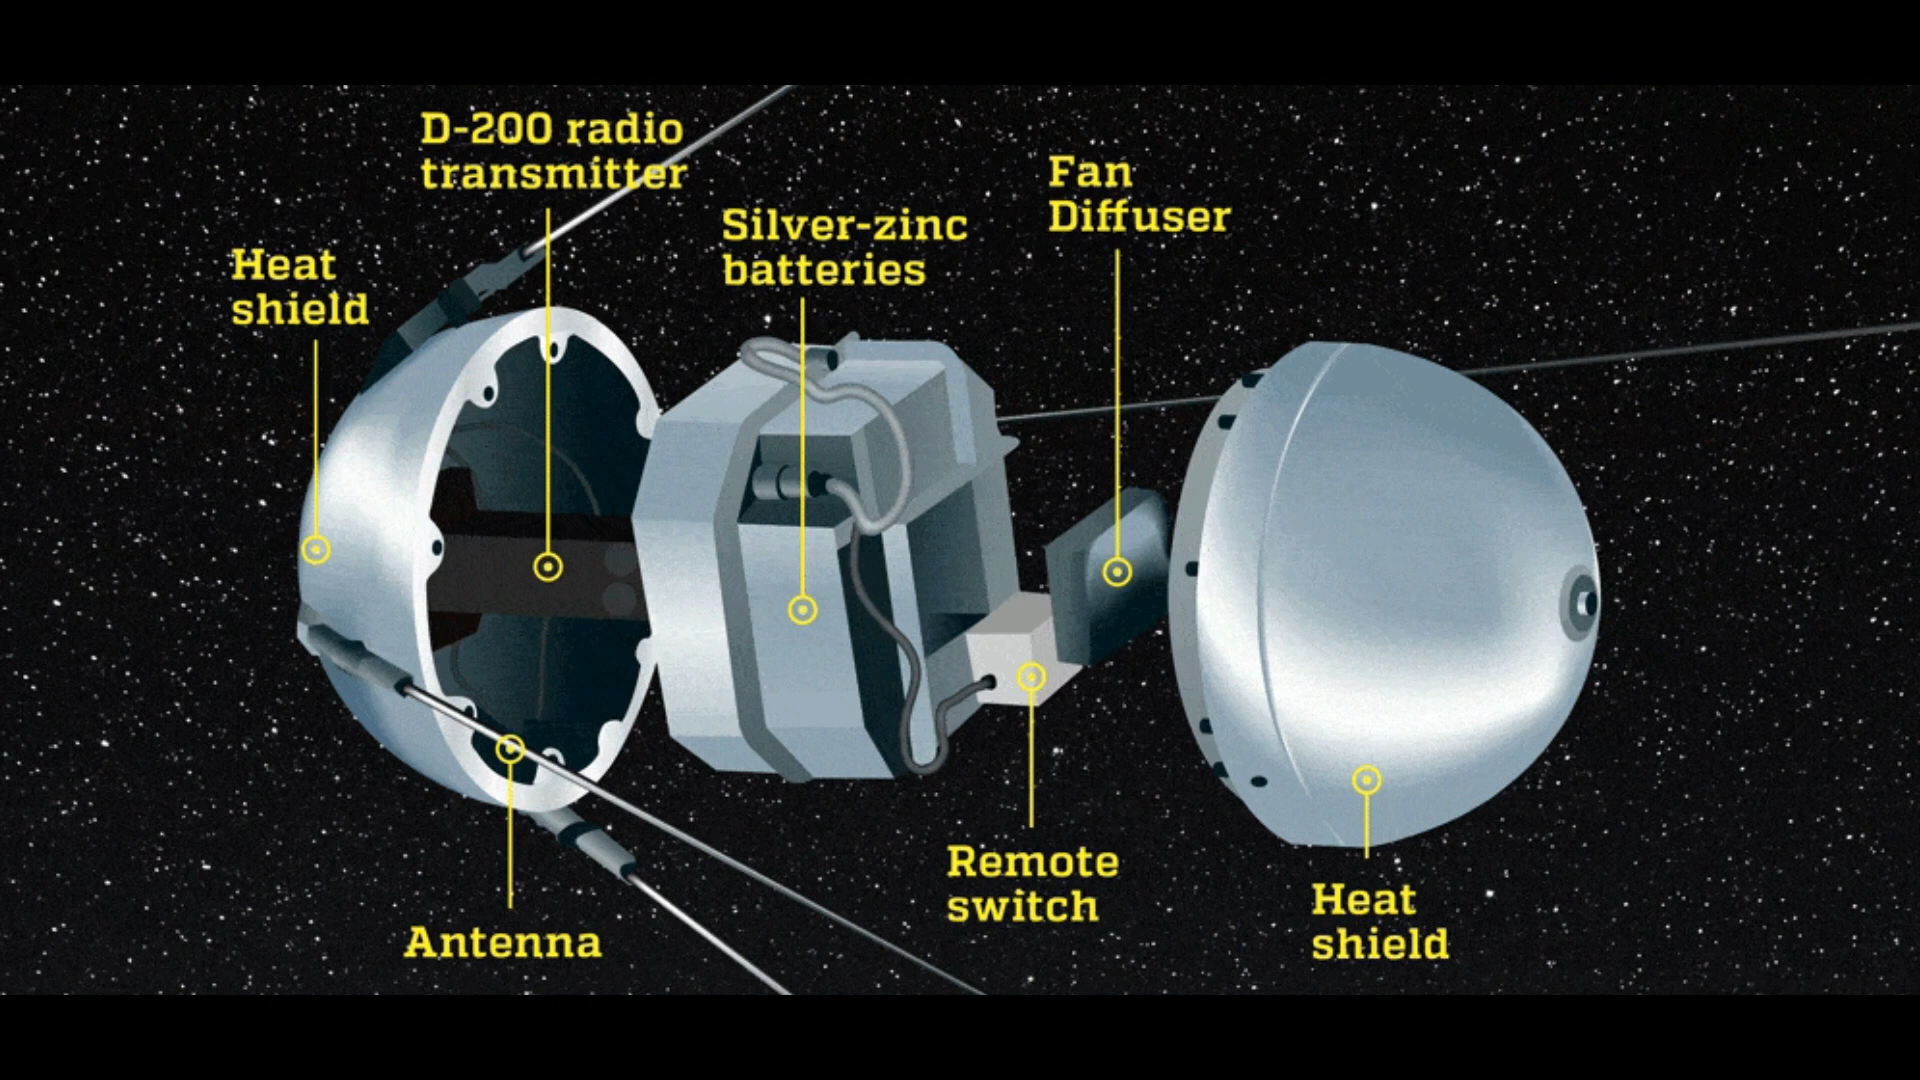 D-200 radio
transmitter
Fan
Diffuser
Silver-zinc
batteries
Heat
shield
Remote
switch
Heat
shield
Antenna